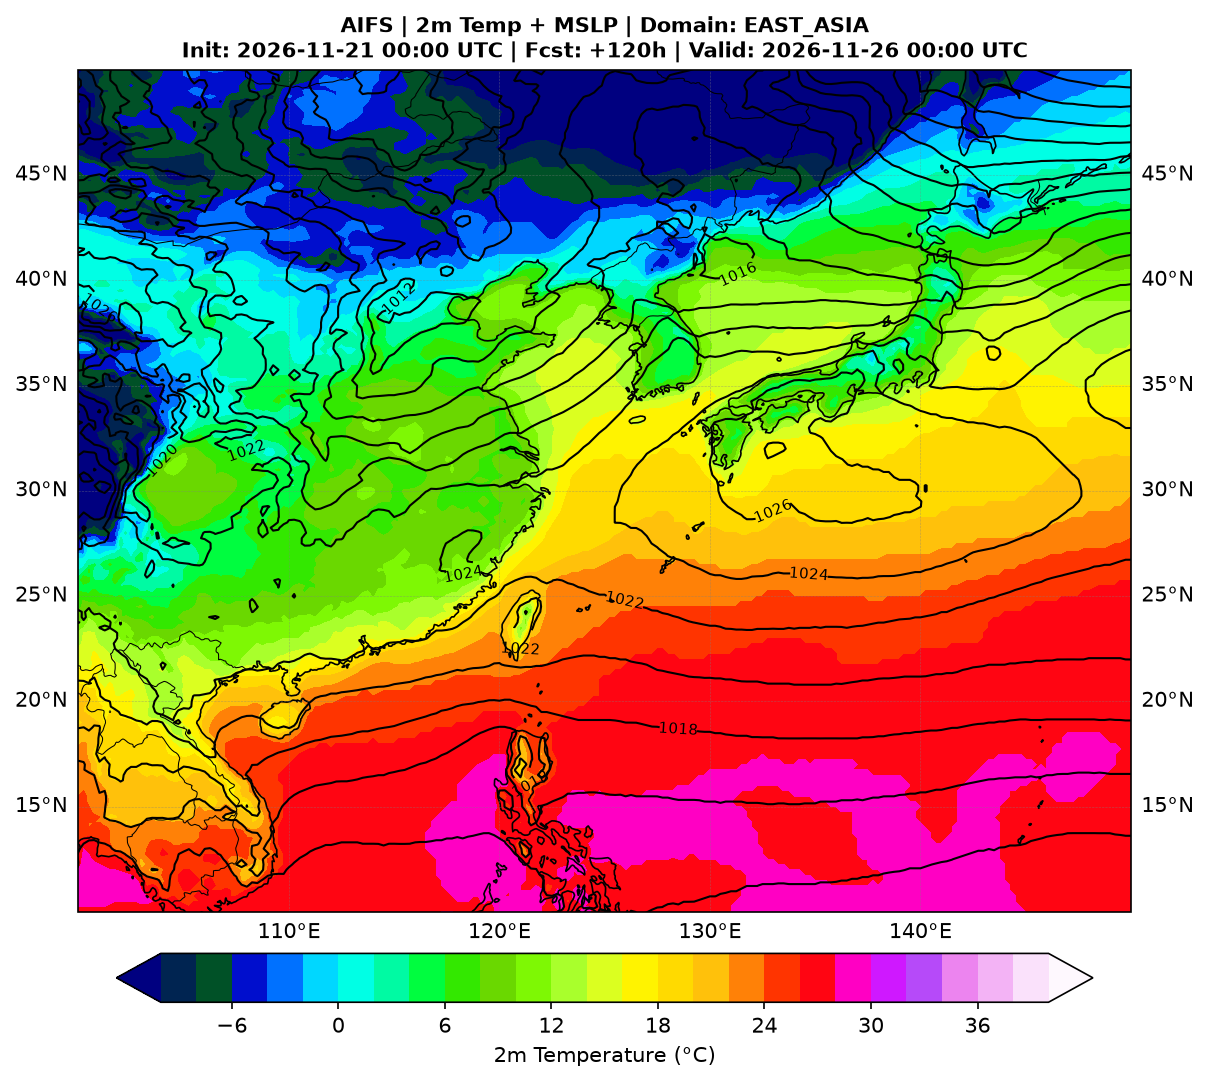 AIFS | 2m Temp + MSLP | Domain: EAST_ASIA
Init: 2026-11-21 00:00 UTC | Fcst: +120h | Valid: 2026-11-26 00:00 UTC
45°N 45°N
40°N 40°N
35°N 35°N
30°N 30°N
25°N 25°N
20°N 20°N
15°N 15°N
1016
1012
1020
1022
1026
1024
1024
1022
1022
1018
110°E 120°E 130°E 140°E
−6 0 6 12 18 24 30 36
2m Temperature (°C)